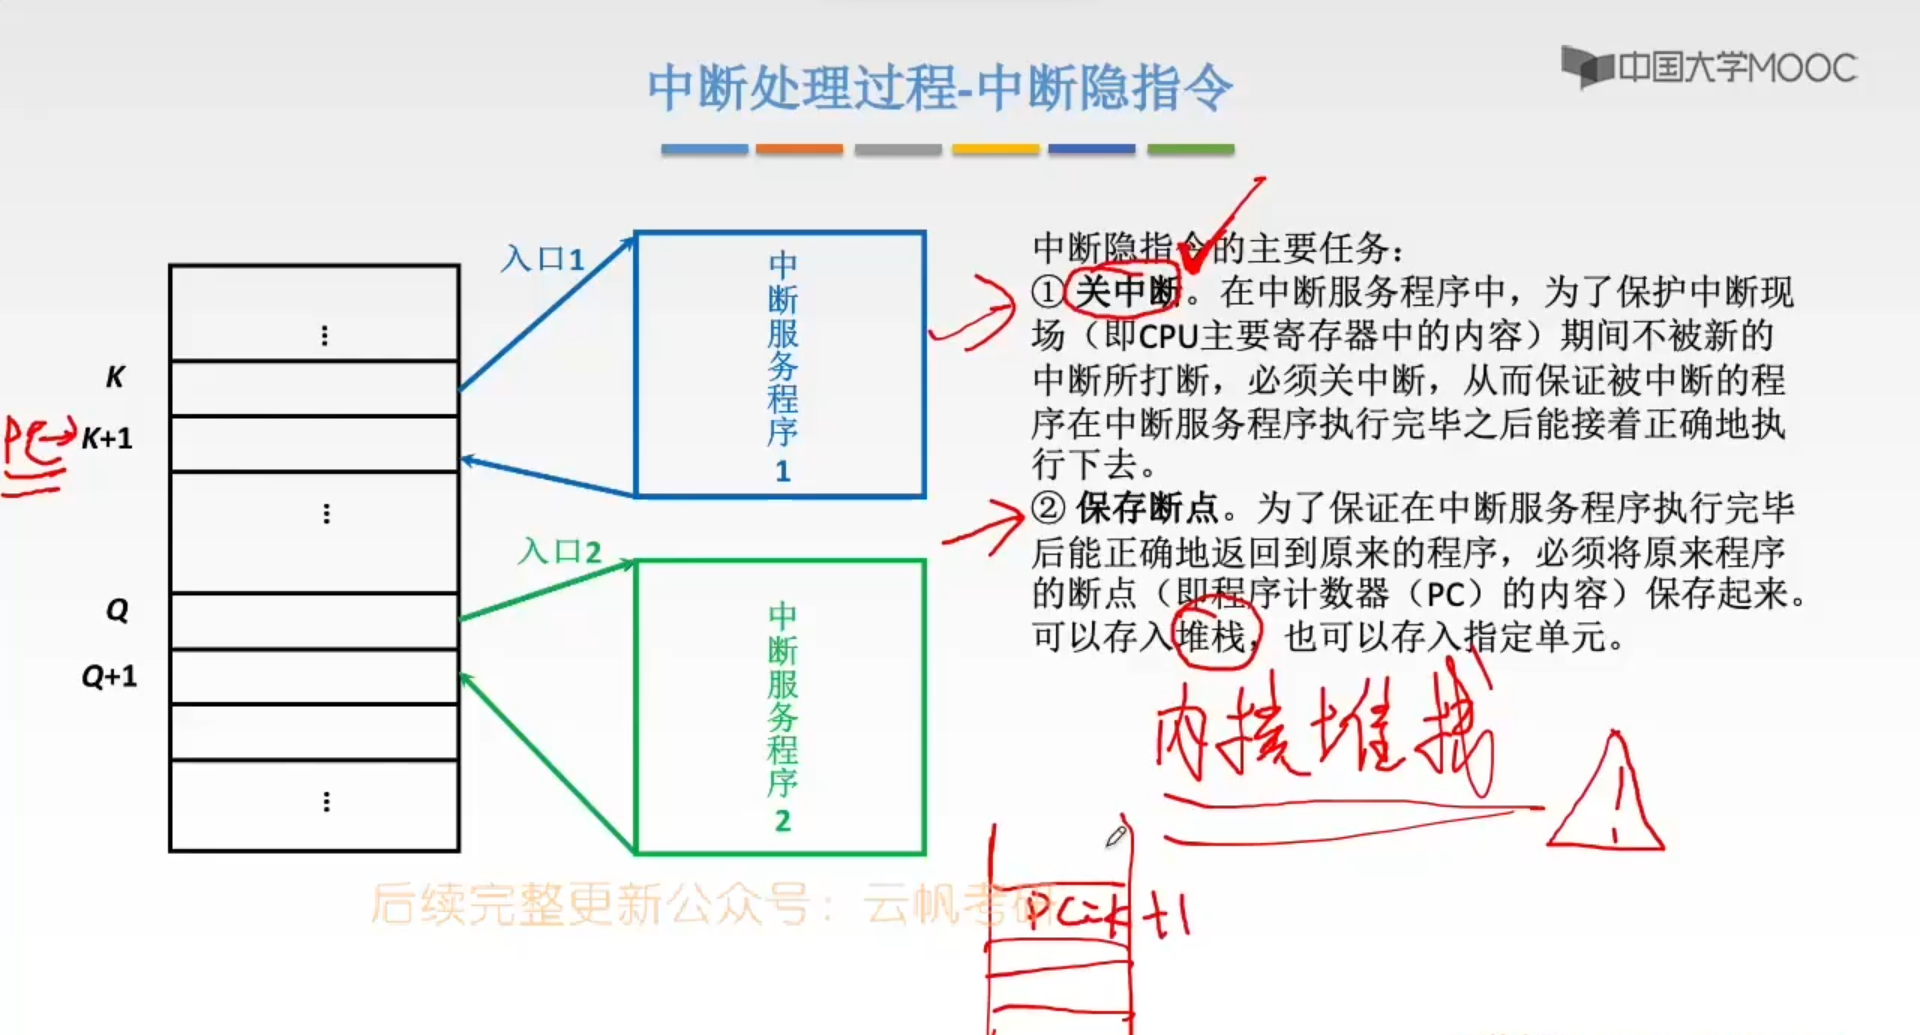 中国大学MOOC
中断处理过程-中断隐指令
入口1
中断服务程序1
K
PC→K+1
⋮
入口2
中断服务程序2
Q
Q+1
⋮
中断隐指令的主要任务：
① 关中断。在中断服务程序中，为了保护中断现
场（即CPU主要寄存器中的内容）期间不被新的
中断所打断，必须关中断，从而保证被中断的程
序在中断服务程序执行完毕之后能接着正确地执
行下去。
② 保存断点。为了保证在中断服务程序执行完毕
后能正确地返回到原来的程序，必须将原来程序
的断点（即程序计数器（PC）的内容）保存起来。
可以存入堆栈，也可以存入指定单元。
堆栈
!
PC=K+1
后续完整更新公众号：云帆考研